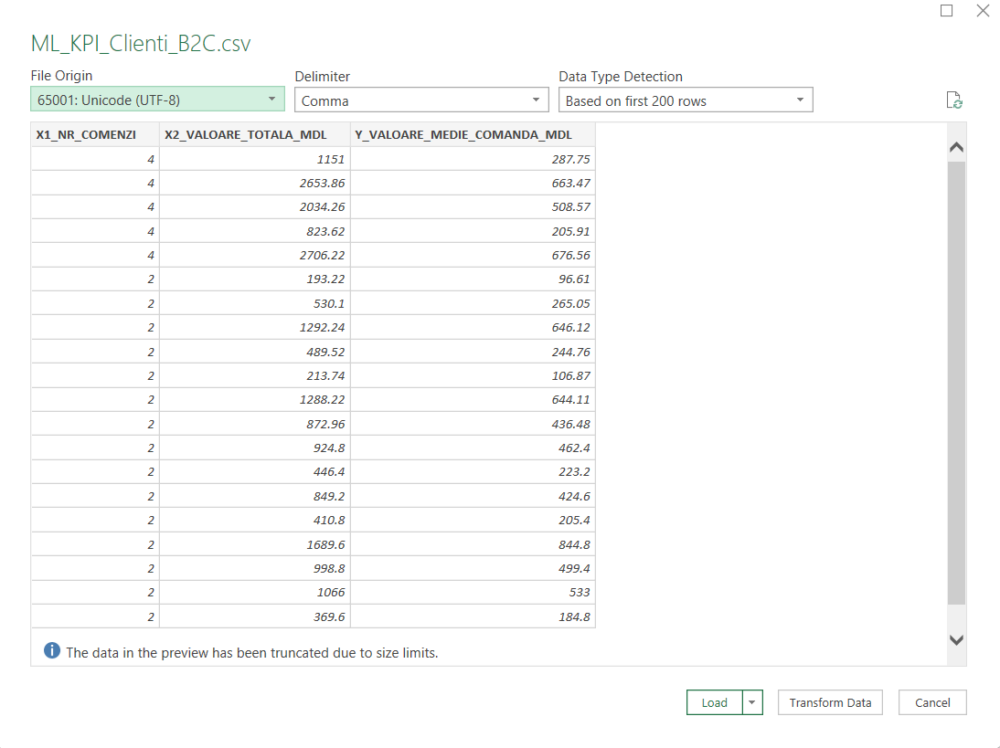 ML_KPI_Clienti_B2C.csv
File Origin Delimiter Data Type Detection
65001: Unicode (UTF-8) Comma Based on first 200 rows
X1_NR_COMENZI X2_VALOARE_TOTALA_MDL Y_VALOARE_MEDIE_COMANDA_MDL
4 1151 287.75
4 2653.86 663.47
4 2034.26 508.57
4 823.62 205.91
4 2706.22 676.56
2 193.22 96.61
2 530.1 265.05
2 1292.24 646.12
2 489.52 244.76
2 213.74 106.87
2 1288.22 644.11
2 872.96 436.48
2 924.8 462.4
2 446.4 223.2
2 849.2 424.6
2 410.8 205.4
2 1689.6 844.8
2 998.8 499.4
2 1066 533
2 369.6 184.8
The data in the preview has been truncated due to size limits.
Load Transform Data Cancel